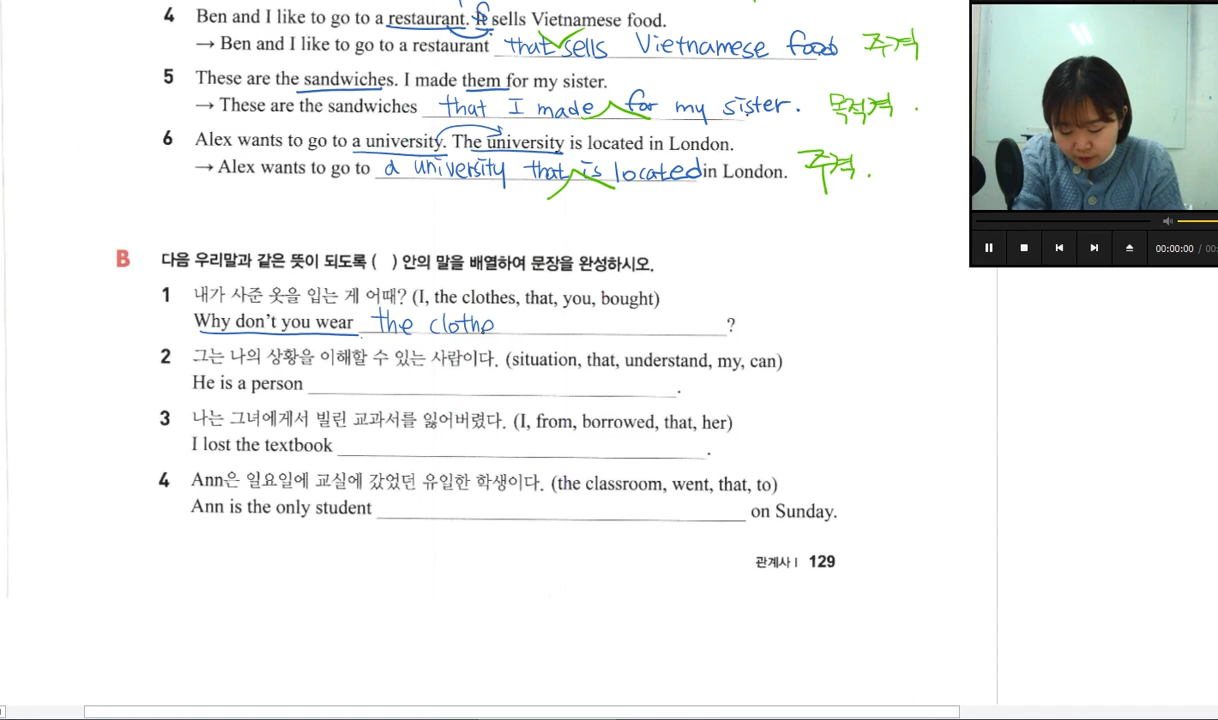 4 Ben and I like to go to a restaurant. It sells Vietnamese food.
→ Ben and I like to go to a restaurant that sells Vietnamese food 주격
5 These are the sandwiches. I made them for my sister.
→ These are the sandwiches that I made for my sister. 목적격.
6 Alex wants to go to a university. The university is located in London.
→ Alex wants to go to a university that is located in London. 주격.
B 다음 우리말과 같은 뜻이 되도록 ( ) 안의 말을 배열하여 문장을 완성하시오.
1 내가 사준 옷을 입는 게 어때? (I, the clothes, that, you, bought)
Why don't you wear the clothe ?
2 그는 나의 상황을 이해할 수 있는 사람이다. (situation, that, understand, my, can)
He is a person .
3 나는 그녀에게서 빌린 교과서를 잃어버렸다. (I, from, borrowed, that, her)
I lost the textbook .
4 Ann은 일요일에 교실에 갔었던 유일한 학생이다. (the classroom, went, that, to)
Ann is the only student on Sunday.
관계사 I 129
00:00:00 / 00: